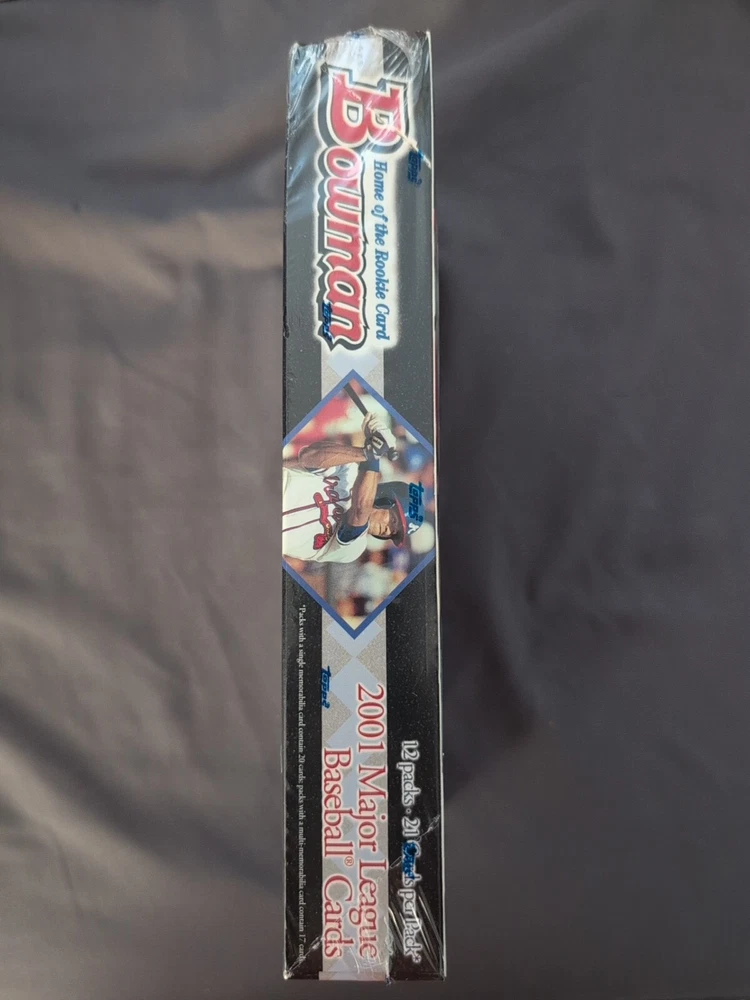 Home of the Rookie Card
Bowman
Topps
Topps
Topps
Topps
12 packs • 21 Cards per Pack*
2001 Major League
Baseball® Cards
*Packs with a single memorabilia card contain 20 cards; packs with a multi-memorabilia card contain 17 cards.